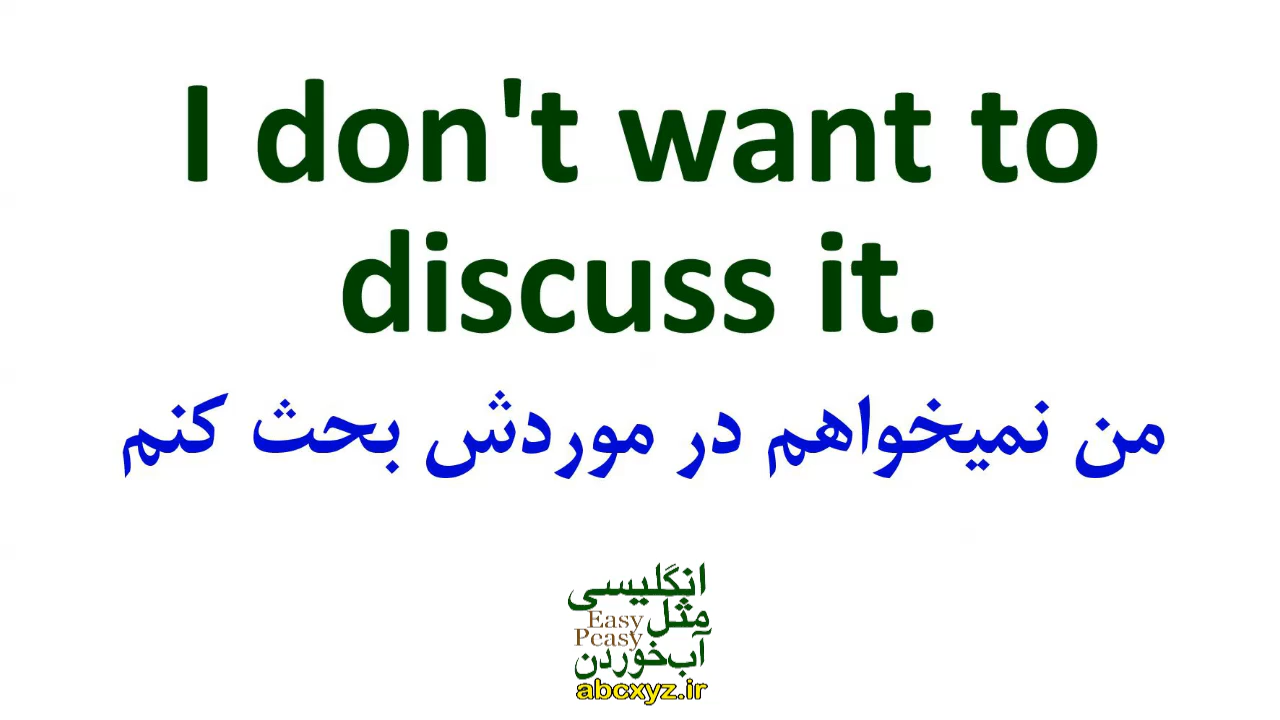 I don't want to
discuss it.
من نمیخواهم در موردش بحث کنم
انگلیسی
مثل
Easy
Peasy
آب‌خوردن
abcxyz.ir